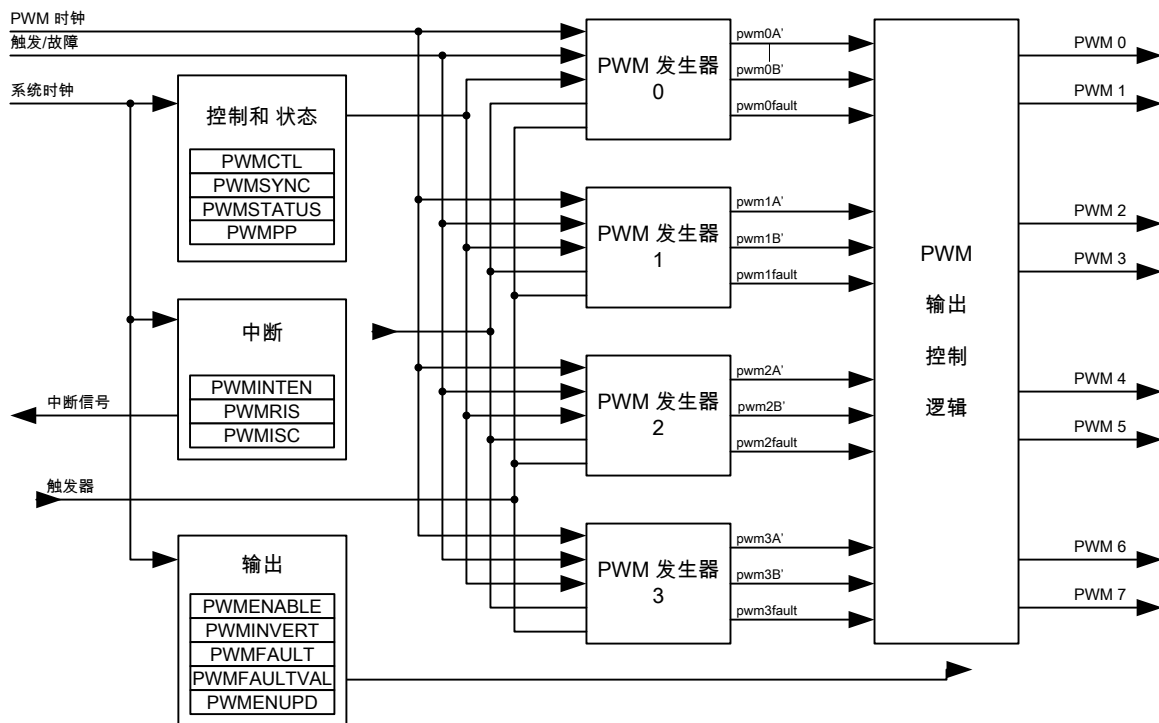 PWM 时钟
触发/故障
系统时钟
控制和 状态
PWMCTL
PWMSYNC
PWMSTATUS
PWMPP
中断
PWMINTEN
PWMRIS
PWMISC
中断信号
触发器
输出
PWMENABLE
PWMINVERT
PWMFAULT
PWMFAULTVAL
PWMENUPD
PWM 发生器
0
pwm0A'
pwm0B'
pwm0fault
PWM 发生器
1
pwm1A'
pwm1B'
pwm1fault
PWM 发生器
2
pwm2A'
pwm2B'
pwm2fault
PWM 发生器
3
pwm3A'
pwm3B'
pwm3fault
PWM
输出
控制
逻辑
PWM 0
PWM 1
PWM 2
PWM 3
PWM 4
PWM 5
PWM 6
PWM 7